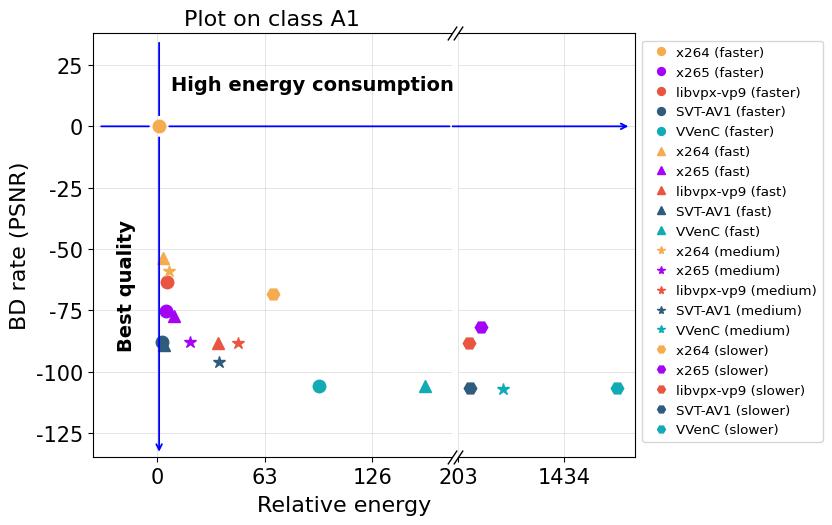 Plot on class A1
High energy consumption
Best quality
BD rate (PSNR)
25
0
-25
-50
-75
-100
-125
0
63
126
203
1434
Relative energy
x264 (faster)
x265 (faster)
libvpx-vp9 (faster)
SVT-AV1 (faster)
VVenC (faster)
x264 (fast)
x265 (fast)
libvpx-vp9 (fast)
SVT-AV1 (fast)
VVenC (fast)
x264 (medium)
x265 (medium)
libvpx-vp9 (medium)
SVT-AV1 (medium)
VVenC (medium)
x264 (slower)
x265 (slower)
libvpx-vp9 (slower)
SVT-AV1 (slower)
VVenC (slower)